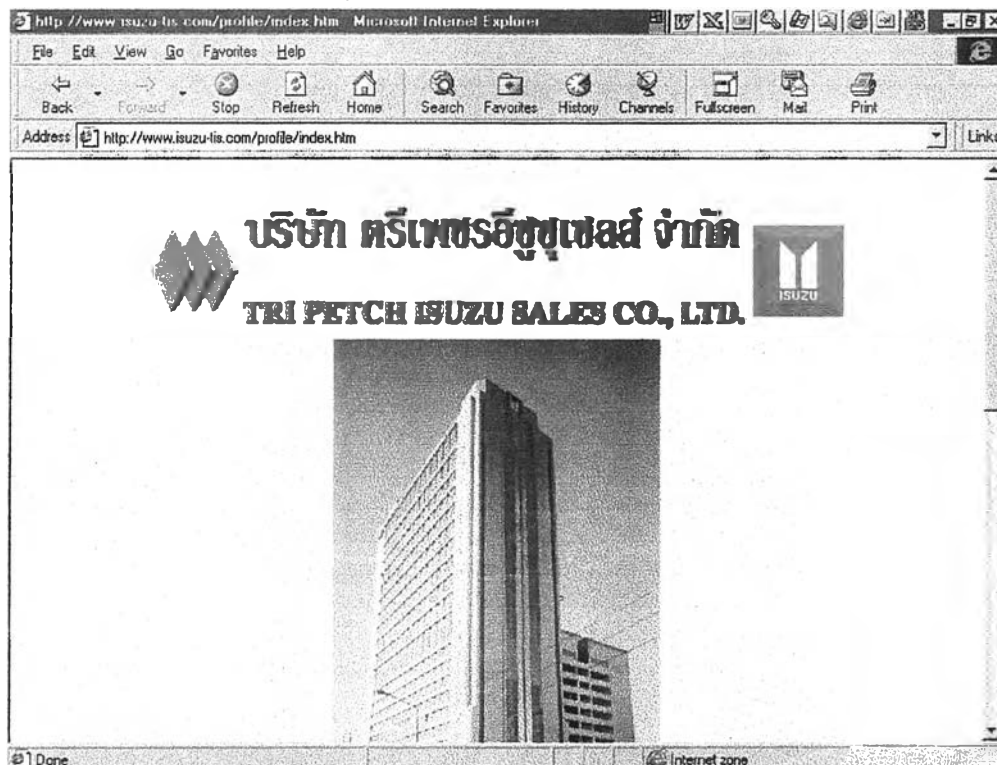 http://www.isuzu-tis.com/profile/index.htm - Microsoft Internet Explorer
File Edit View Go Favorites Help
Back Forward Stop Refresh Home Search Favorites History Channels Fullscreen Mail Print
Address http://www.isuzu-tis.com/profile/index.htm Links
บริษัท ตรีเพชรอีซูซุเซลส์ จำกัด
ISUZU
TRI PETCH ISUZU SALES CO., LTD.
Done Internet zone